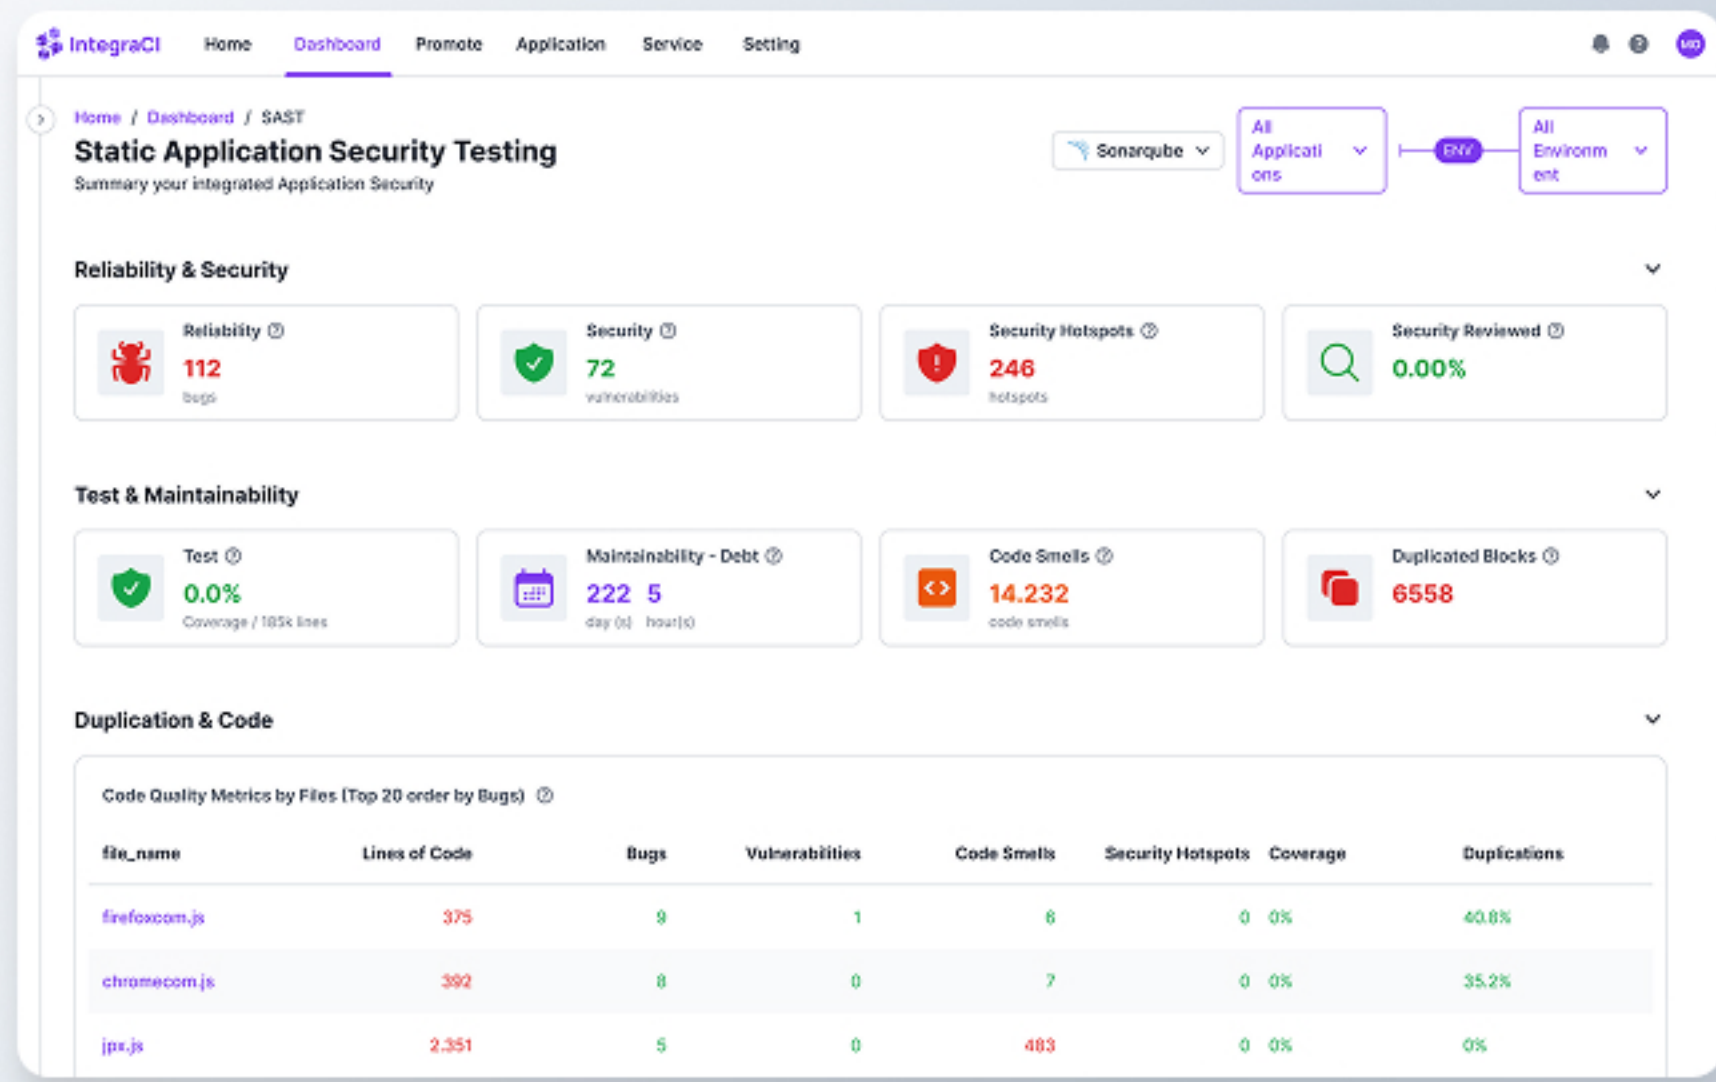 IntegraCI Home Dashboard Promote Application Service Setting MO
Home / Dashboard / SAST
Static Application Security Testing
Summary your integrated Application Security
Sonarqube
All
Applicati
ons
ENV
All
Environm
ent
Reliability & Security
Reliability
112
bugs
Security
72
vulnerabilities
Security Hotspots
246
hotspots
Security Reviewed
0.00%
Test & Maintainability
Test
0.0%
Coverage / 185k lines
Maintainability - Debt
222 5
day (s) hour(s)
Code Smells
14.232
code smells
Duplicated Blocks
6558
Duplication & Code
Code Quality Metrics by Files (Top 20 order by Bugs)
file_name Lines of Code Bugs Vulnerabilities Code Smells Security Hotspots Coverage Duplications
firefoxcom.js 375 9 1 6 0 0% 40.8%
chromecom.js 392 8 0 7 0 0% 35.2%
jpx.js 2.351 5 0 483 0 0% 0%